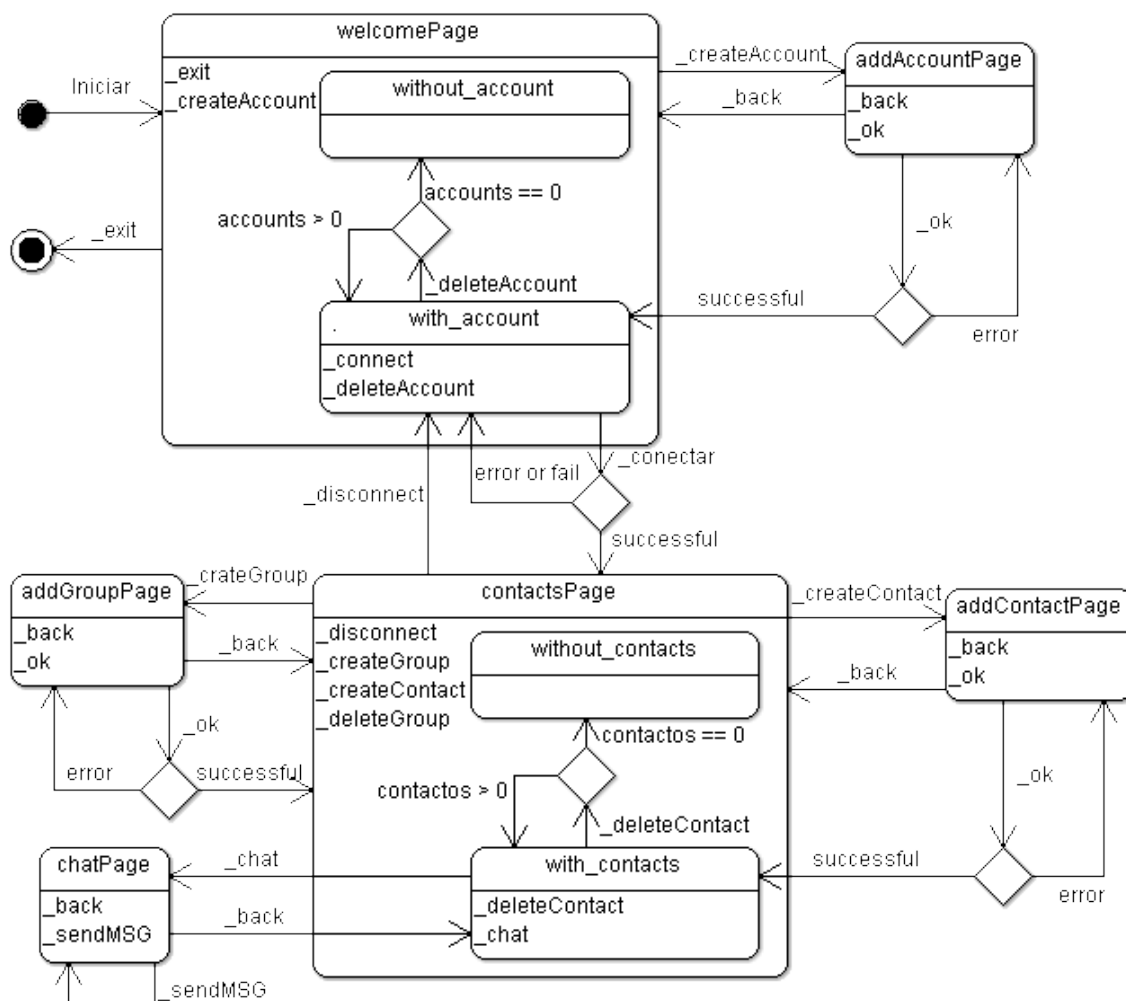 welcomePage
_exit
_createAccount
without_account
accounts == 0
accounts > 0
_deleteAccount
with_account
.
_connect
_deleteAccount
Iniciar
_exit
_createAccount
_back
addAccountPage
_back
_ok
_ok
successful
error
_disconnect
error or fail
_conectar
successful
addGroupPage
_back
_ok
_crateGroup
_back
_ok
error
successful
contactsPage
_disconnect
_createGroup
_createContact
_deleteGroup
without_contacts
contactos == 0
contactos > 0
_deleteContact
with_contacts
_deleteContact
_chat
_createContact
_back
addContactPage
_back
_ok
_ok
successful
error
chatPage
_back
_sendMSG
_chat
_back
_sendMSG